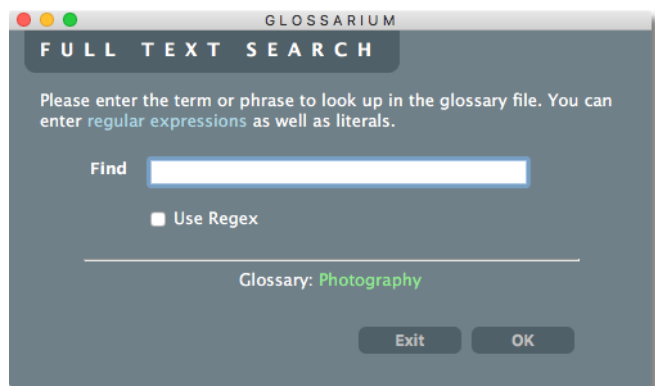 GLOSSARIUM
FULL TEXT SEARCH
Please enter the term or phrase to look up in the glossary file. You can
enter regular expressions as well as literals.
Find
Use Regex
Glossary: Photography
Exit OK